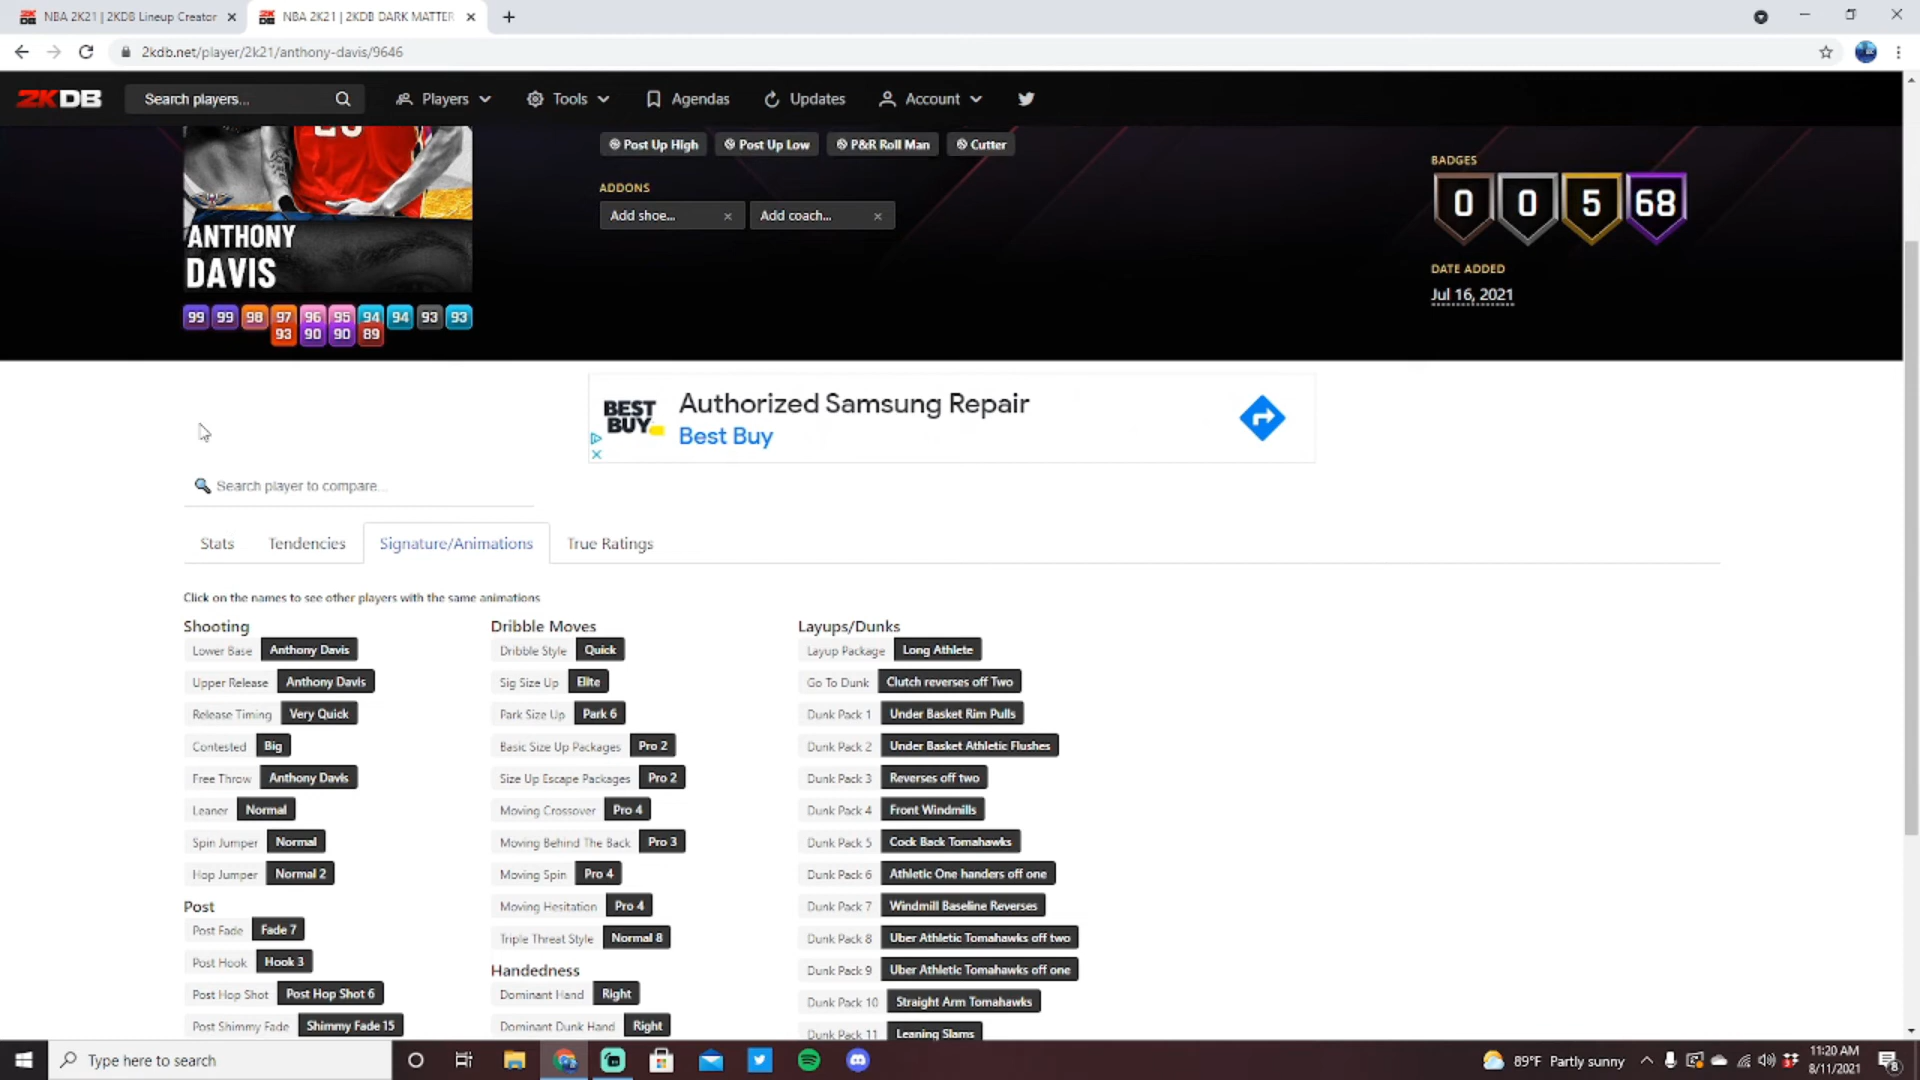 NBA 2K21 | 2KDB Lineup Creator
NBA 2K21 | 2KDB DARK MATTER
2kdb.net/player/2k21/anthony-davis/9646
2KDB
Search players...
Players
Tools
Agendas
Updates
Account
Post Up High
Post Up Low
P&R Roll Man
Cutter
ADDONS
Add shoe...
Add coach...
BADGES
0 0 5 68
DATE ADDED
Jul 16, 2021
ANTHONY
DAVIS
99 99 98 97 96 95 94 94 93 93
93 90 90 89
BEST
BUY
Authorized Samsung Repair
Best Buy
Search player to compare...
Stats
Tendencies
Signature/Animations
True Ratings
Click on the names to see other players with the same animations
Shooting
Lower Base Anthony Davis
Upper Release Anthony Davis
Release Timing Very Quick
Contested Big
Free Throw Anthony Davis
Leaner Normal
Spin Jumper Normal
Hop Jumper Normal 2
Post
Post Fade Fade 7
Post Hook Hook 3
Post Hop Shot Post Hop Shot 6
Post Shimmy Fade Shimmy Fade 15
Dribble Moves
Dribble Style Quick
Sig Size Up Elite
Park Size Up Park 6
Basic Size Up Packages Pro 2
Size Up Escape Packages Pro 2
Moving Crossover Pro 4
Moving Behind The Back Pro 3
Moving Spin Pro 4
Moving Hesitation Pro 4
Triple Threat Style Normal 8
Handedness
Dominant Hand Right
Dominant Dunk Hand Right
Layups/Dunks
Layup Package Long Athlete
Go To Dunk Clutch reverses off Two
Dunk Pack 1 Under Basket Rim Pulls
Dunk Pack 2 Under Basket Athletic Flushes
Dunk Pack 3 Reverses off two
Dunk Pack 4 Front Windmills
Dunk Pack 5 Cock Back Tomahawks
Dunk Pack 6 Athletic One handers off one
Dunk Pack 7 Windmill Baseline Reverses
Dunk Pack 8 Uber Athletic Tomahawks off two
Dunk Pack 9 Uber Athletic Tomahawks off one
Dunk Pack 10 Straight Arm Tomahawks
Dunk Pack 11 Leaning Slams
Type here to search
89°F Partly sunny
11:20 AM
8/11/2021
8